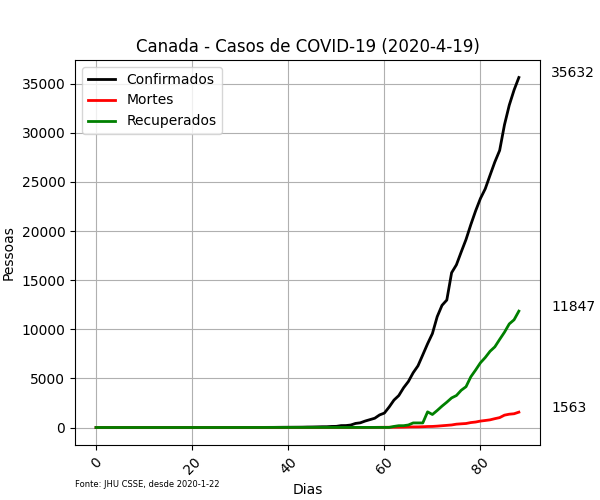 Canada - Casos de COVID-19 (2020-4-19)
Confirmados
Mortes
Recuperados
35632
11847
1563
35000
30000
25000
20000
15000
10000
5000
0
Pessoas
0
20
40
60
80
Dias
Fonte: JHU CSSE, desde 2020-1-22